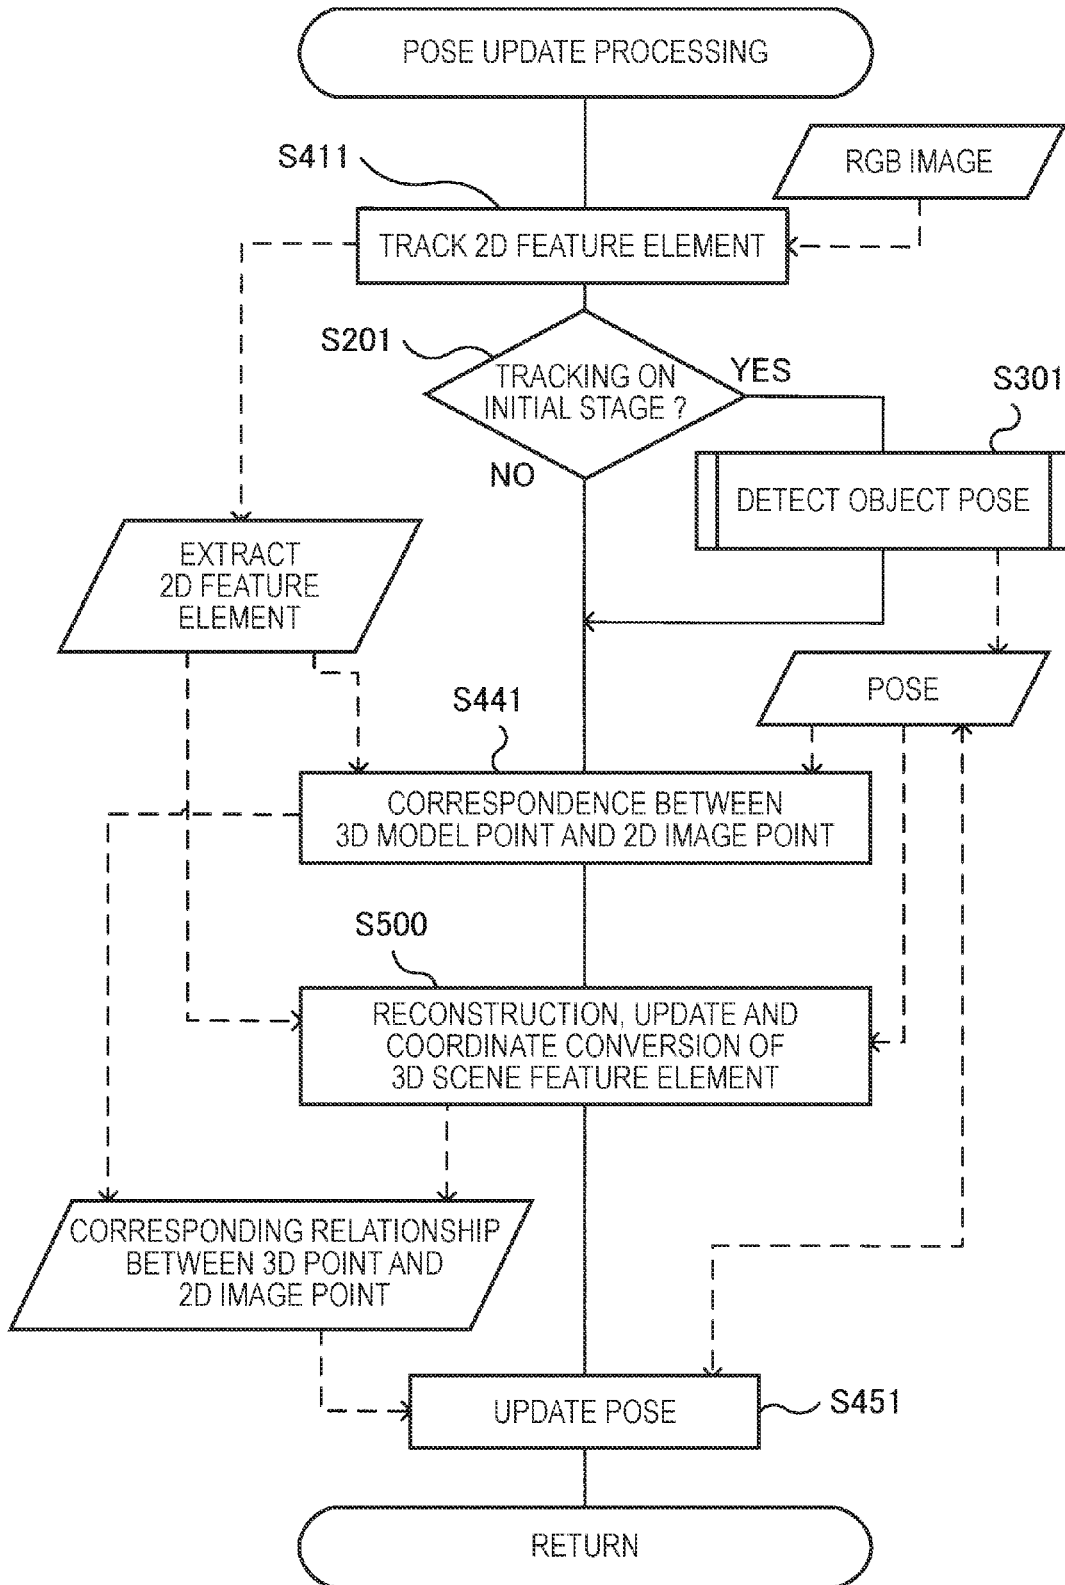 POSE UPDATE PROCESSING
S411
RGB IMAGE
TRACK 2D FEATURE ELEMENT
S201
TRACKING ON
INITIAL STAGE ?
YES
NO
S301
DETECT OBJECT POSE
EXTRACT
2D FEATURE
ELEMENT
POSE
S441
CORRESPONDENCE BETWEEN
3D MODEL POINT AND 2D IMAGE POINT
S500
RECONSTRUCTION, UPDATE AND
COORDINATE CONVERSION OF
3D SCENE FEATURE ELEMENT
CORRESPONDING RELATIONSHIP
BETWEEN 3D POINT AND
2D IMAGE POINT
UPDATE POSE
S451
RETURN